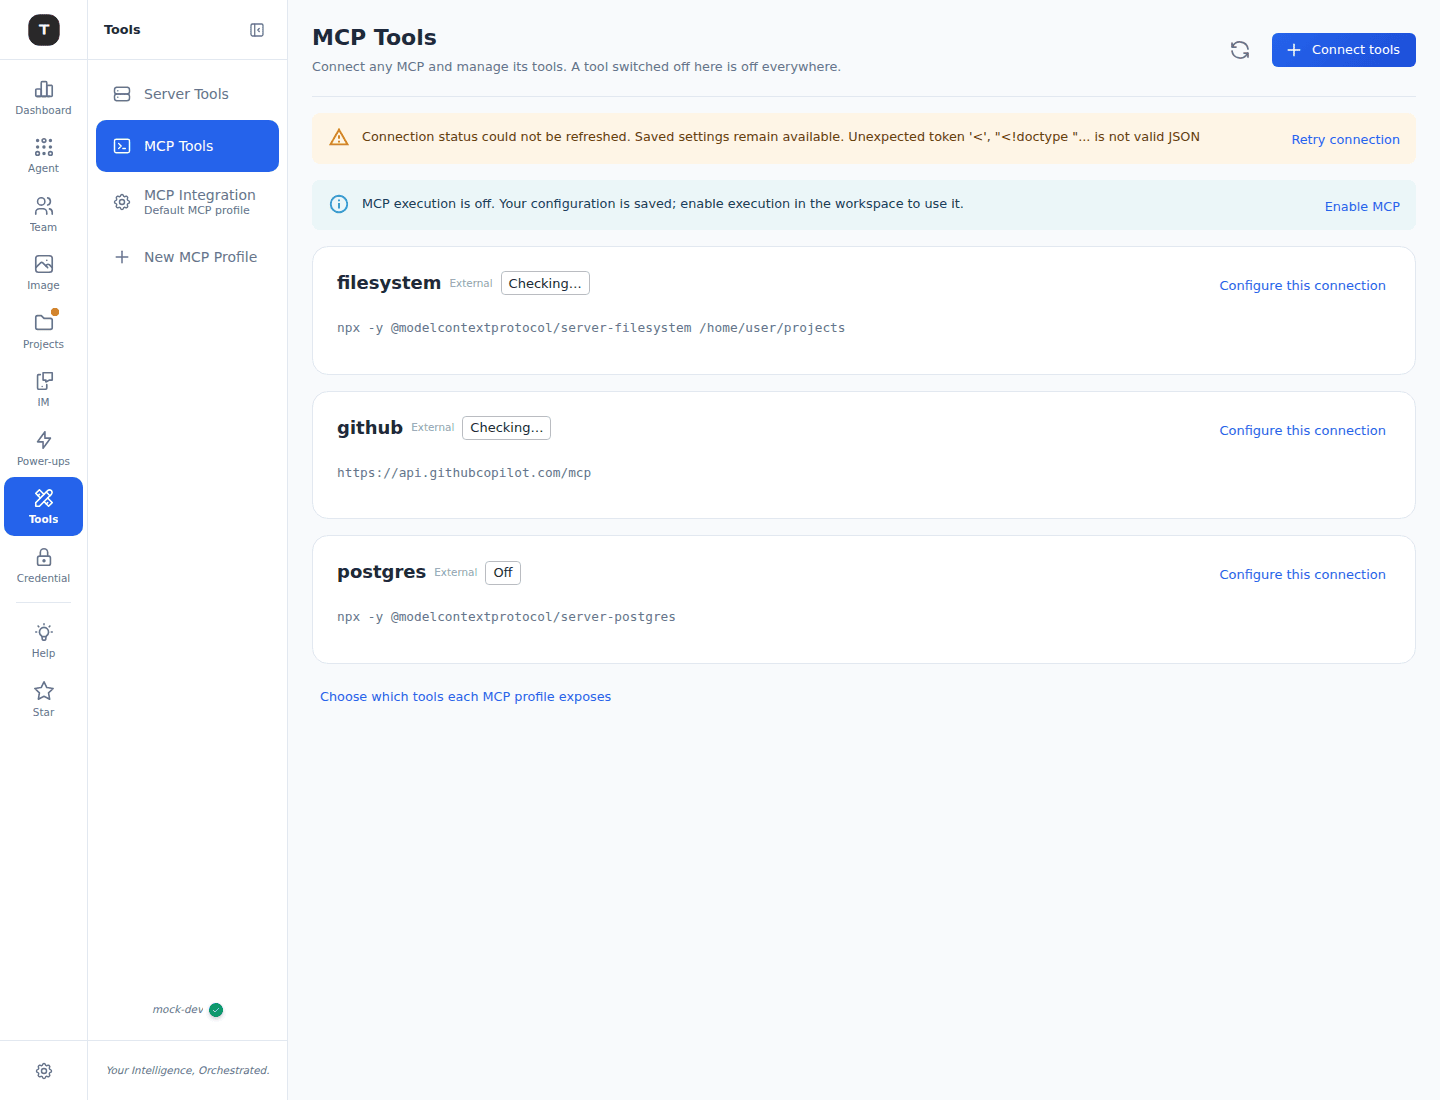 T
Tools
Dashboard
Agent
Team
Image
Projects
IM
Power-ups
Tools
Credential
Help
Star
Server Tools
MCP Tools
MCP Integration
Default MCP profile
New MCP Profile
mock-dev
Your Intelligence, Orchestrated.
MCP Tools
Connect any MCP and manage its tools. A tool switched off here is off everywhere.
Connect tools
Connection status could not be refreshed. Saved settings remain available. Unexpected token '<', "<!doctype "... is not valid JSON
Retry connection
MCP execution is off. Your configuration is saved; enable execution in the workspace to use it.
Enable MCP
filesystem External Checking...
Configure this connection
npx -y @modelcontextprotocol/server-filesystem /home/user/projects
github External Checking...
Configure this connection
https://api.githubcopilot.com/mcp
postgres External Off
Configure this connection
npx -y @modelcontextprotocol/server-postgres
Choose which tools each MCP profile exposes